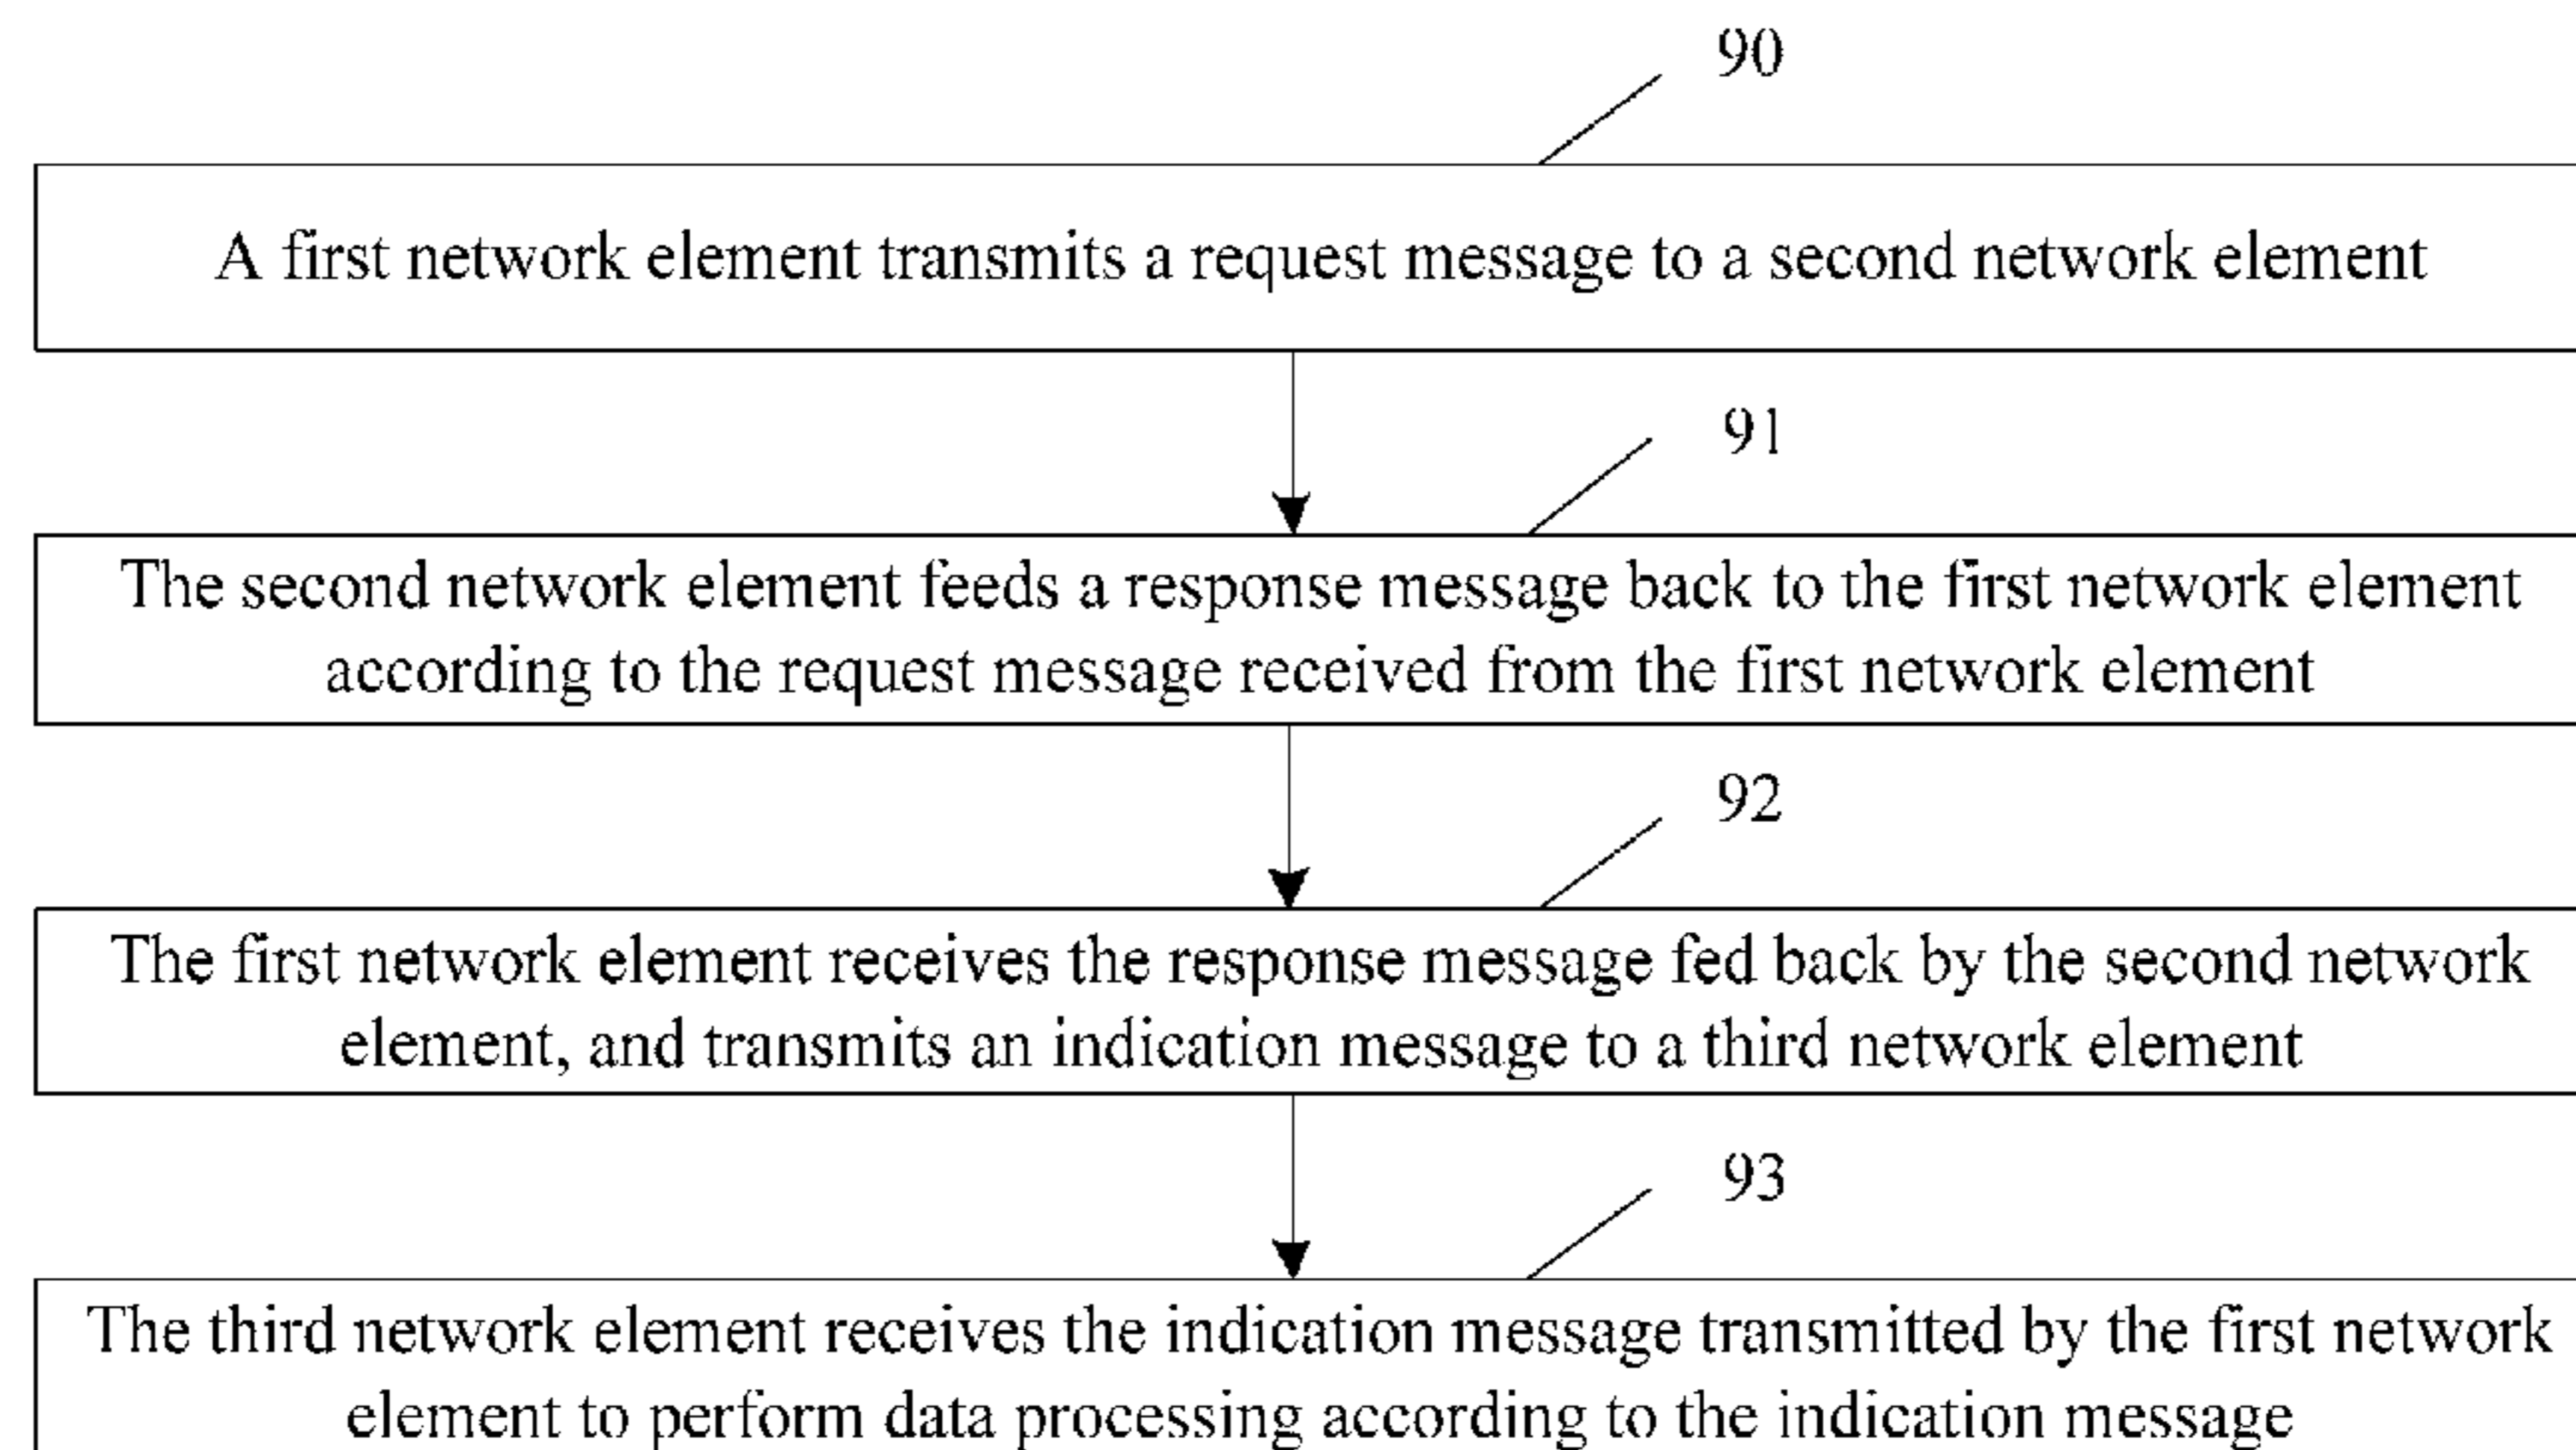 90
A first network element transmits a request message to a second network element
91
The second network element feeds a response message back to the first network element
according to the request message received from the first network element
92
The first network element receives the response message fed back by the second network
element, and transmits an indication message to a third network element
93
The third network element receives the indication message transmitted by the first network
element to perform data processing according to the indication message